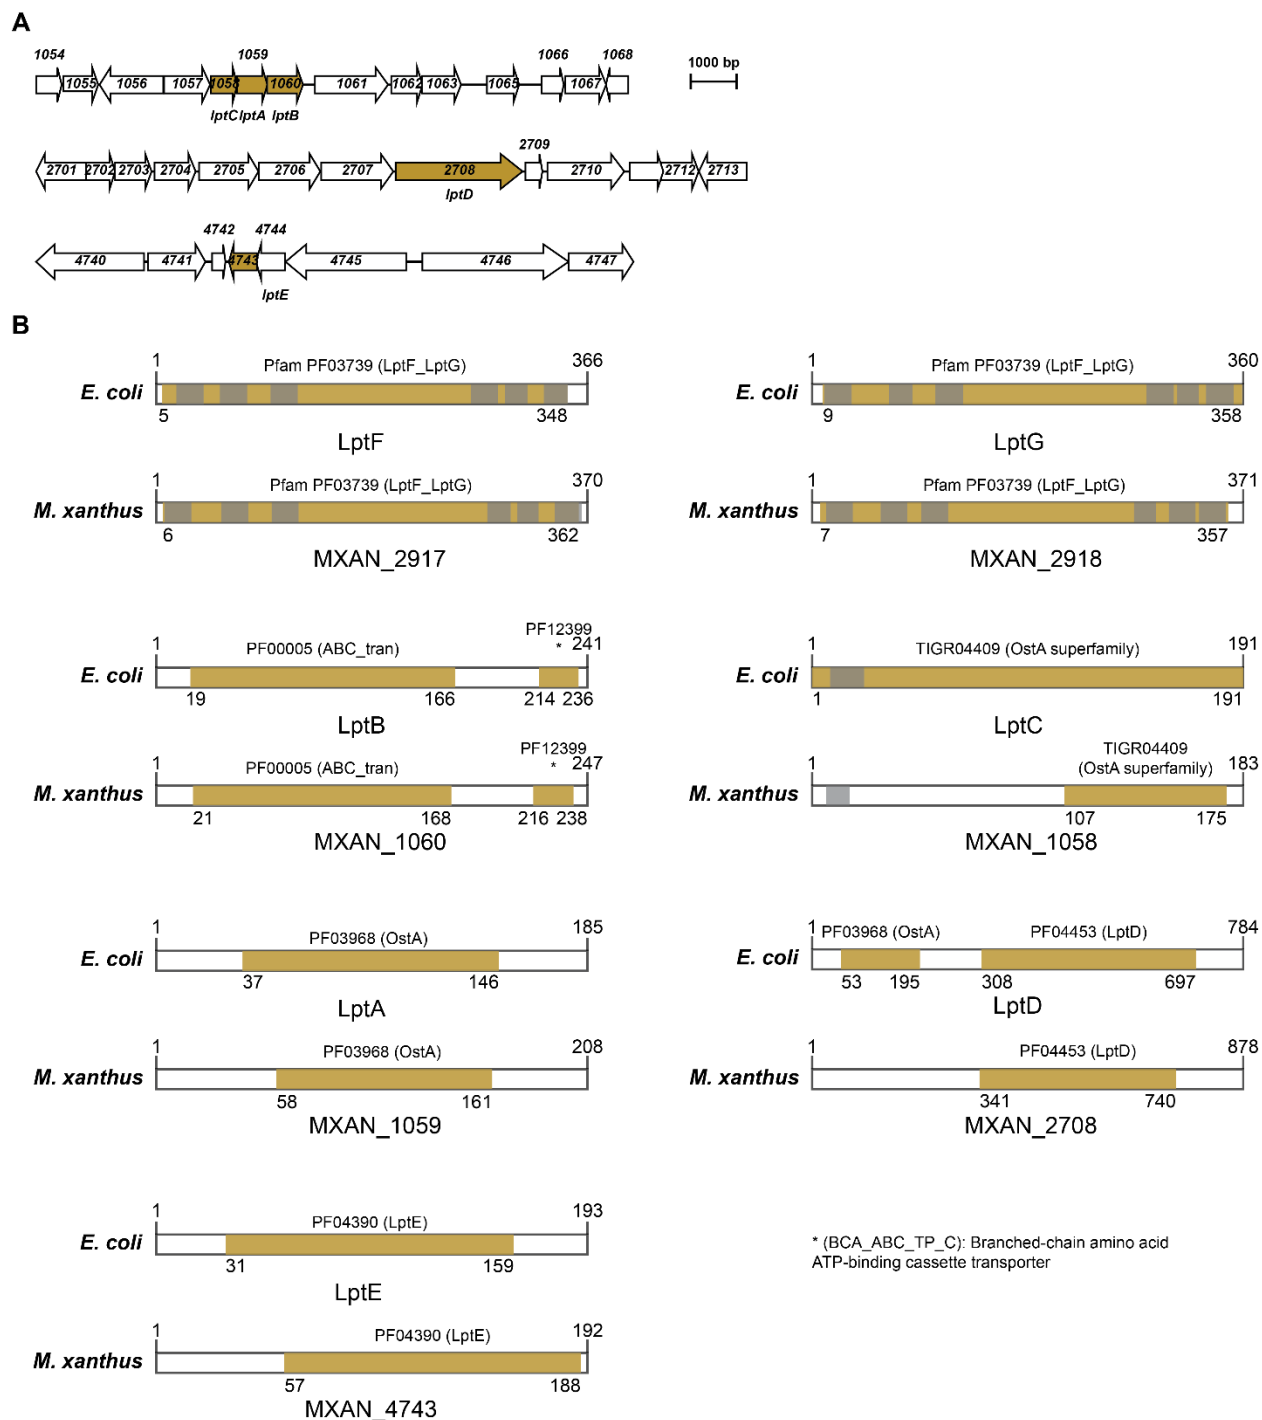 A
1054 1059 1066 1068
1055 1056 1057 1058 1060 1061 1062 1063 1065 1067
1000 bp
lptC lptA lptB
2709
2701 2702 2703 2704 2705 2706 2707 2708 2710 2712 2713
lptD
4742 4744
4740 4741 4743 4745 4746 4747
lptE
B
1 Pfam PF03739 (LptF_LptG) 366
E. coli
5 348
LptF
1 Pfam PF03739 (LptF_LptG) 370
M. xanthus
6 362
MXAN_2917
1 Pfam PF03739 (LptF_LptG) 360
E. coli
9 358
LptG
1 Pfam PF03739 (LptF_LptG) 371
M. xanthus
7 357
MXAN_2918
PF12399
1 PF00005 (ABC_tran) * 241
E. coli
19 166 214 236
LptB
PF12399
1 PF00005 (ABC_tran) * 247
M. xanthus
21 168 216 238
MXAN_1060
1 TIGR04409 (OstA superfamily) 191
E. coli
1 191
LptC
TIGR04409
1 (OstA superfamily) 183
M. xanthus
107 175
MXAN_1058
1 PF03968 (OstA) 185
E. coli
37 146
LptA
1 PF03968 (OstA) 208
M. xanthus
58 161
MXAN_1059
1 PF03968 (OstA) PF04453 (LptD) 784
E. coli
53 195 308 697
LptD
1 PF04453 (LptD) 878
M. xanthus
341 740
MXAN_2708
1 PF04390 (LptE) 193
E. coli
31 159
LptE
1 PF04390 (LptE) 192
M. xanthus
57 188
MXAN_4743
* (BCA_ABC_TP_C): Branched-chain amino acid
ATP-binding cassette transporter